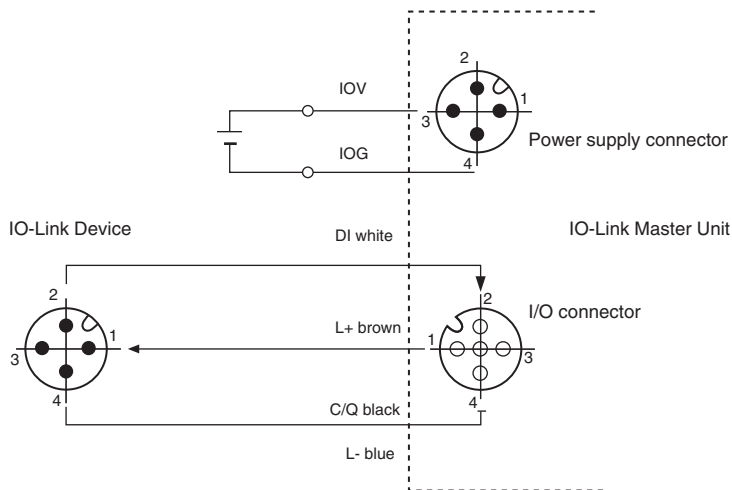 IOV
2
1
3
4
Power supply connector
IOG
IO-Link Device
IO-Link Master Unit
DI white
2
2
I/O connector
1
L+ brown
1
3
3
4
4
C/Q black
L- blue